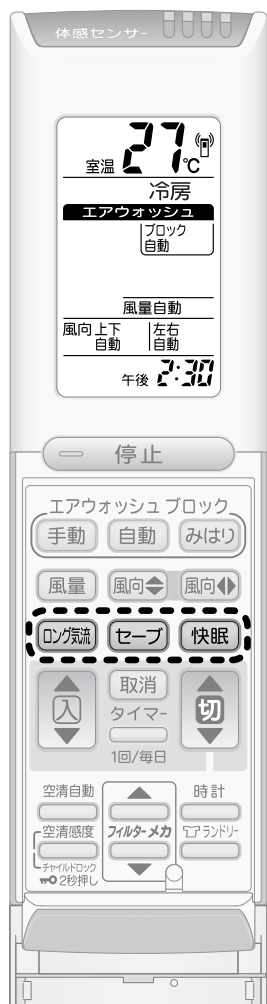 体感センサー
27℃
室温
冷房
エアウォッシュ
ブロック
自動
風量自動
風向 上下 左右
自動 自動
午後 2:30
停止
エアウォッシュ ブロック
手動 自動 みはり
風量 風向 風向
ロング気流 セーブ 快眠
取消
入 切
タイマー
1回/毎日
空清自動 時計
空清感度 フィルターメカ ランドリー
チャイルドロック
2秒押し